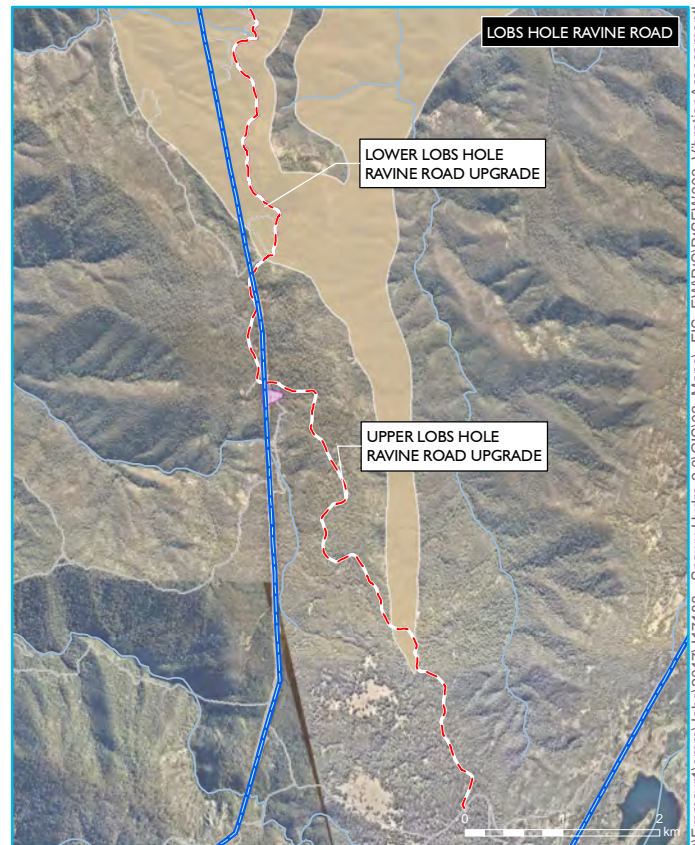 LOBS HOLE RAVINE ROAD
LOWER LOBS HOLE
RAVINE ROAD UPGRADE
UPPER LOBS HOLE
RAVINE ROAD UPGRADE
0 1 2
km